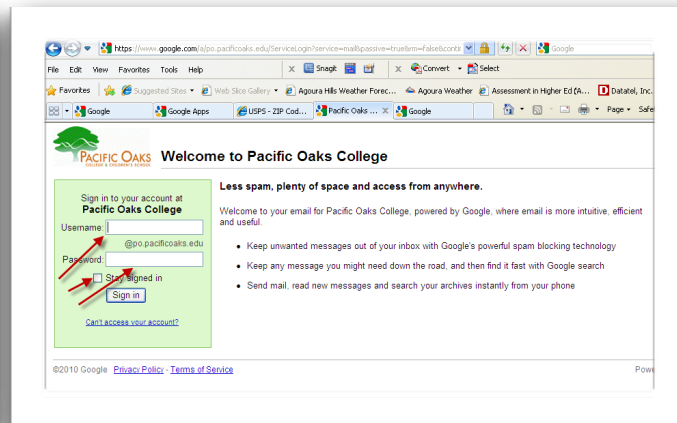 https://www.google.com/a/po.pacificoaks.edu/ServiceLogin?service=mail&passive=true&rm=false&contin Google
File Edit View Favorites Tools Help x Snagit x Convert Select
Favorites Suggested Sites Web Slice Gallery Agoura Hills Weather Forec... Agoura Weather Assessment in Higher Ed (A... Datatel, Inc.
Google Google Apps USPS - ZIP Cod... Pacific Oaks ... X Google Page Safe
PACIFIC OAKS
COLLEGE & CHILDREN'S SCHOOL
Welcome to Pacific Oaks College
Sign in to your account at
Pacific Oaks College
Username:
@po.pacificoaks.edu
Password:
Stay signed in
Sign in
Can't access your account?
Less spam, plenty of space and access from anywhere.
Welcome to your email for Pacific Oaks College, powered by Google, where email is more intuitive, efficient
and useful.
• Keep unwanted messages out of your inbox with Google's powerful spam blocking technology
• Keep any message you might need down the road, and then find it fast with Google search
• Send mail, read new messages and search your archives instantly from your phone
©2010 Google Privacy Policy - Terms of Service Powe